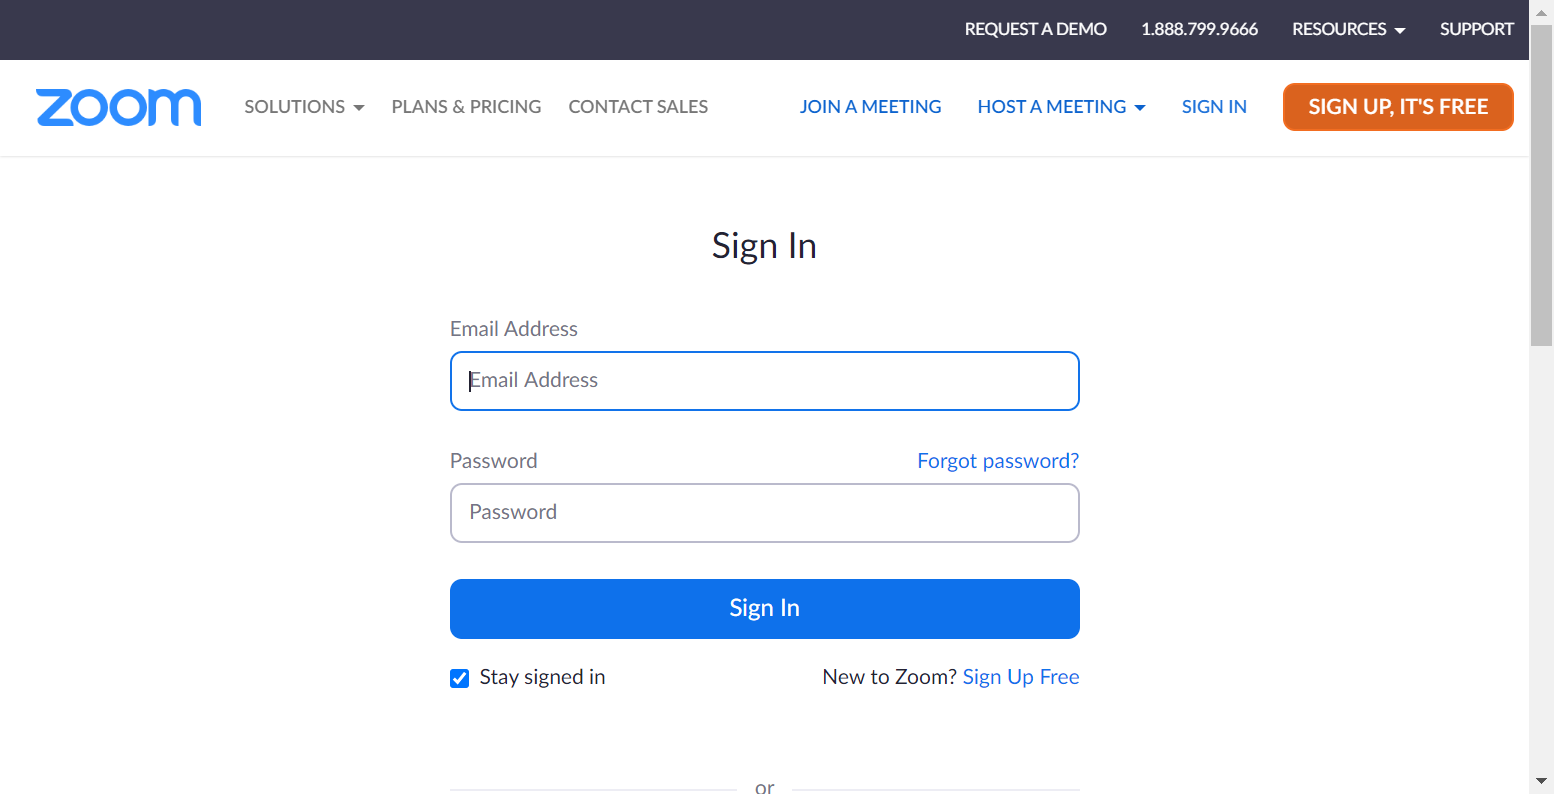 REQUEST A DEMO 1.888.799.9666 RESOURCES SUPPORT
zoom SOLUTIONS PLANS & PRICING CONTACT SALES JOIN A MEETING HOST A MEETING SIGN IN SIGN UP, IT'S FREE
Sign In
Email Address
Email Address
Password Forgot password?
Password
Sign In
Stay signed in New to Zoom? Sign Up Free
or